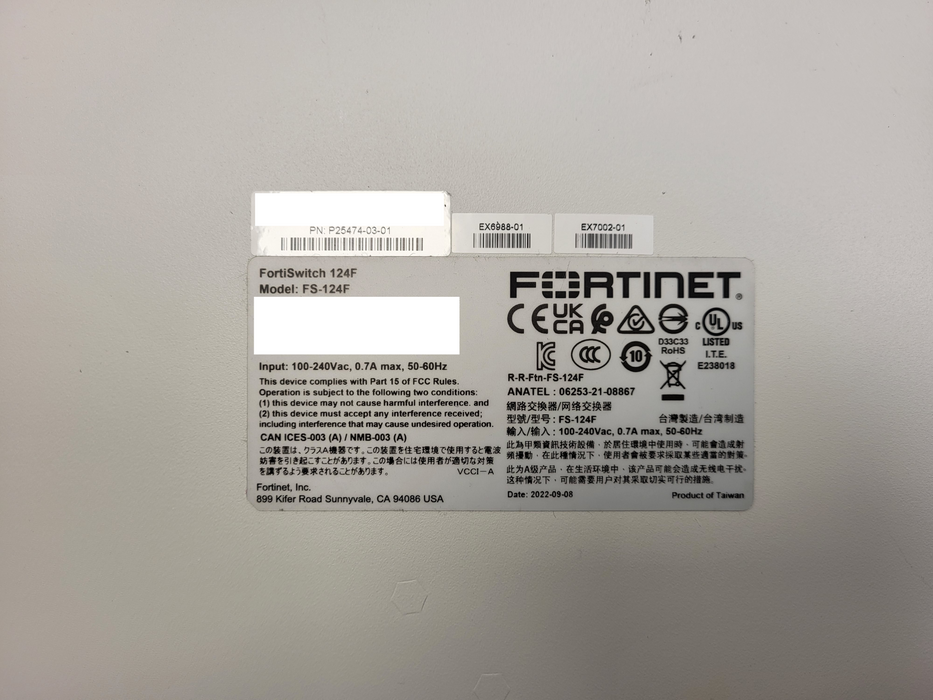 PN: P25474-03-01
EX6988-01
EX7002-01
FortiSwitch 124F
Model: FS-124F
Input: 100-240Vac, 0.7A max, 50-60Hz
This device complies with Part 15 of FCC Rules.
Operation is subject to the following two conditions:
(1) this device may not cause harmful interference. and
(2) this device must accept any interference received;
including interference that may cause undesired operation.
CAN ICES-003 (A) / NMB-003 (A)
この装置は、クラスA機器です。この装置を住宅環境で使用すると電波
妨害を引き起こすことがあります。この場合には使用者が適切な対策
を講ずるよう要求されることがあります。
VCCI-A
Fortinet, Inc.
899 Kifer Road Sunnyvale, CA 94086 USA
FORTINET®
CE UK CA
C UL US
LISTED
I.T.E.
E238018
D33C33
RoHS
KC
CCC
10
R-R-Ftn-FS-124F
ANATEL : 06253-21-08867
網路交換器/网络交换器
型號/型号: FS-124F
台灣製造/台湾制造
輸入/输入: 100-240Vac, 0.7A max, 50-60Hz
此為甲類資訊技術設備，於居住環境中使用時，可能會造成射
頻擾動，在此種情況下，使用者會被要求採取某些適當的對策。
此为A级产品，在生活环境中，该产品可能会造成无线电干扰。
这种情况下，可能需要用户对其采取切实可行的措施。
Date: 2022-09-08
Product of Taiwan